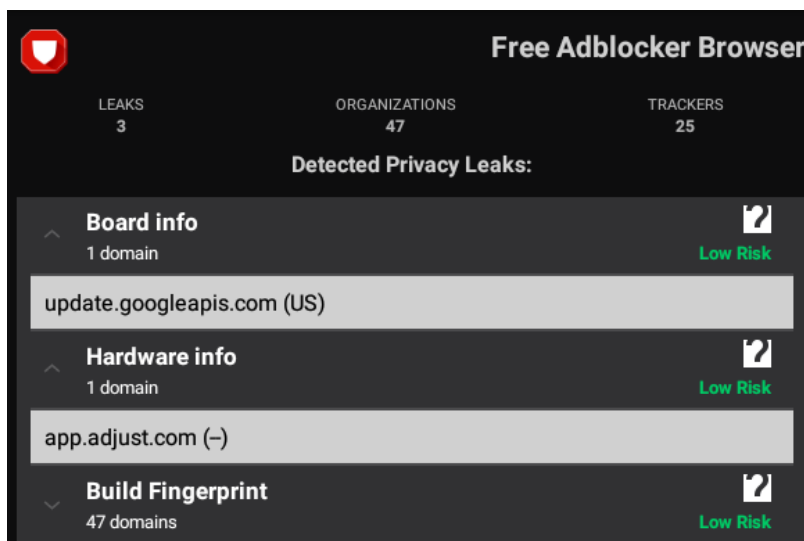 Free Adblocker Browser
LEAKS ORGANIZATIONS TRACKERS
3 47 25
Detected Privacy Leaks:
Board info ?
1 domain Low Risk
update.googleapis.com (US)
Hardware info ?
1 domain Low Risk
app.adjust.com (--)
Build Fingerprint ?
47 domains Low Risk